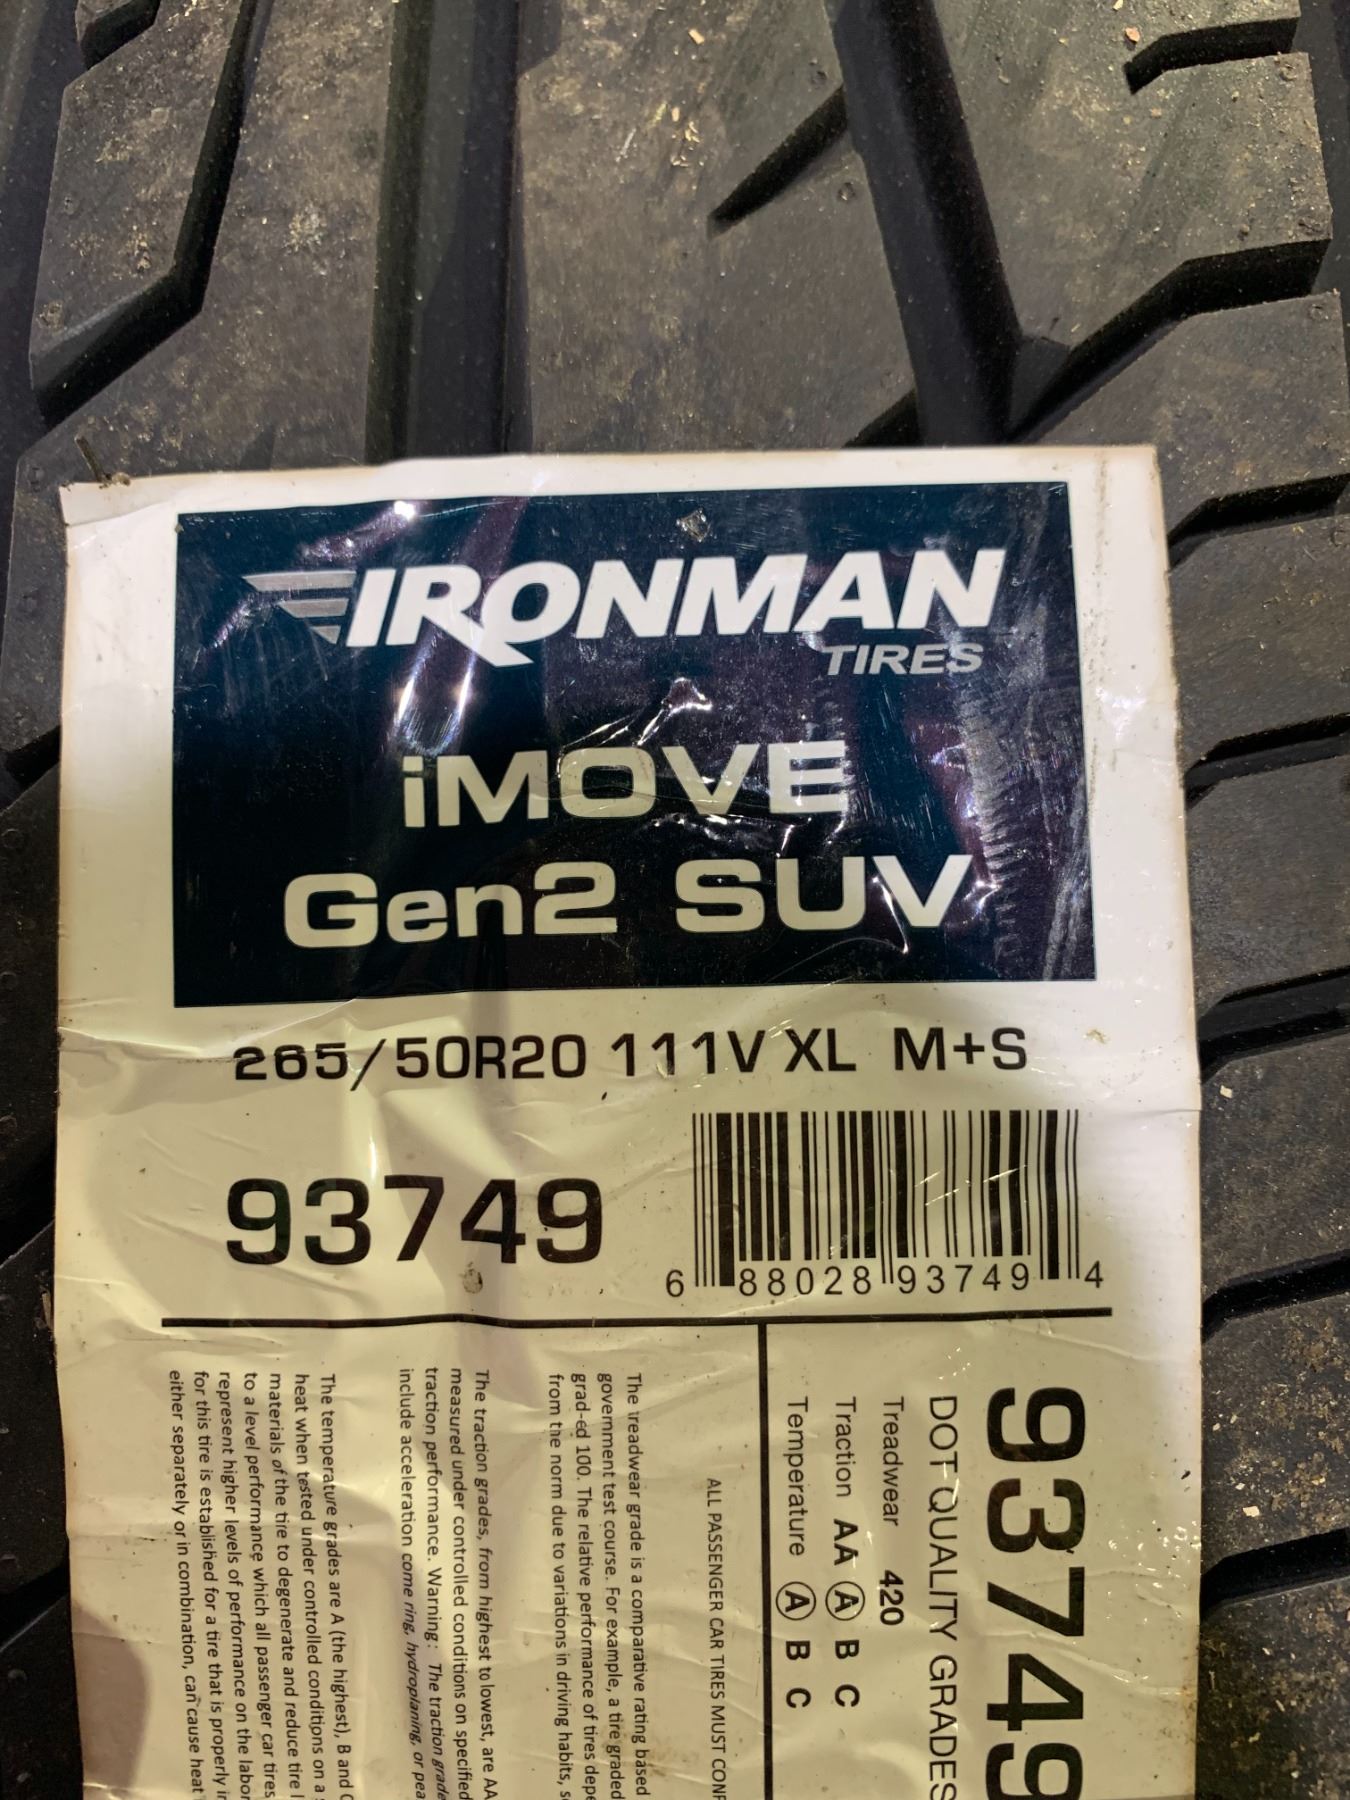 IRONMAN
TIRES
iMOVE
Gen2 SUV
265/50R20 111V XL M+S
93749
6 88028 93749 4
93749
DOT QUALITY GRADES
Treadwear 420
Traction AA A B C
Temperature A B C
ALL PASSENGER CAR TIRES MUST
The treadwear grade is a comparative rating based
government test course. For example, a tire graded
grad-ed 100. The relative performance of tires
from the norm due to variations in driving habits,
The traction grades, from highest to lowest, are AA
measured under controlled conditions on specified
traction performance. Warning: The traction
include acceleration come ring, hydroplaning, or
The temperature grades are A (the highest), B and
heat when tested under controlled conditions on a
materials of the tire to degenerate and reduce tire
to a level performance which all passenger car tires
represent higher levels of performance on the
for this tire is established for a tire that is properly
either separately or in combination, can cause heat